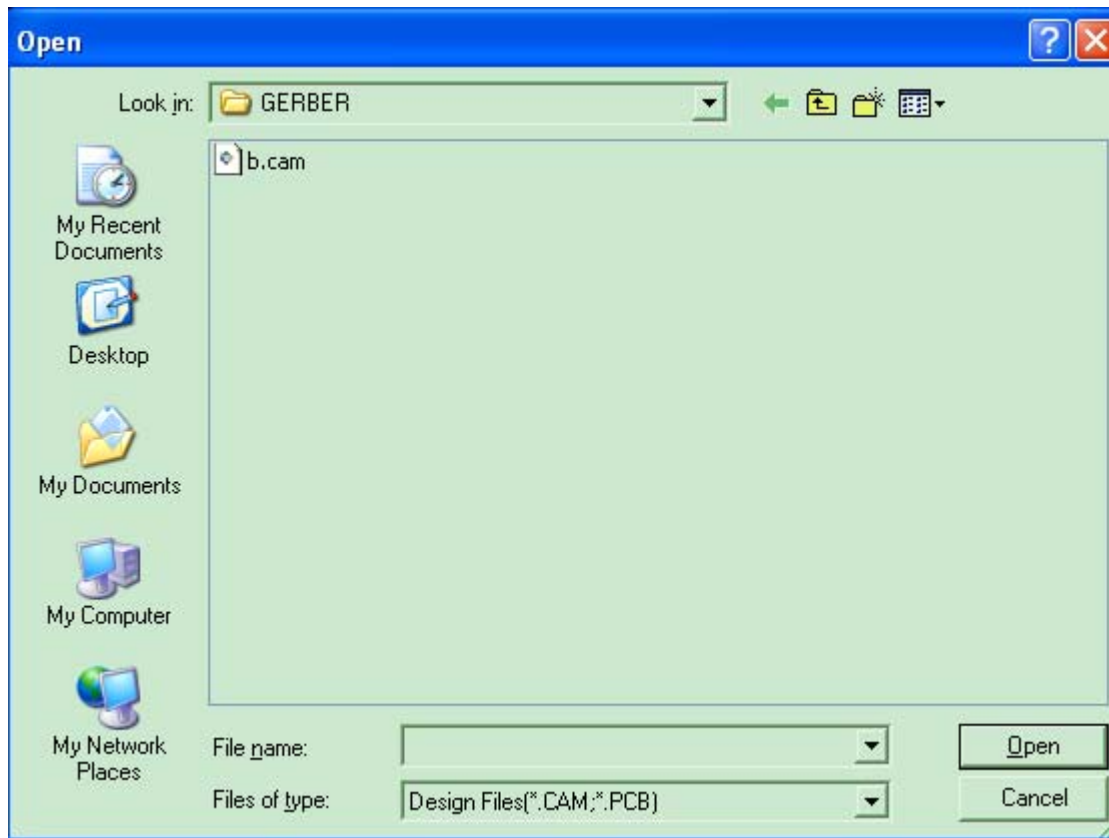 Open
Look in: GERBER
b.cam
My Recent
Documents
Desktop
My Documents
My Computer
My Network
Places
File name:
Open
Files of type: Design Files(*.CAM;*.PCB)
Cancel